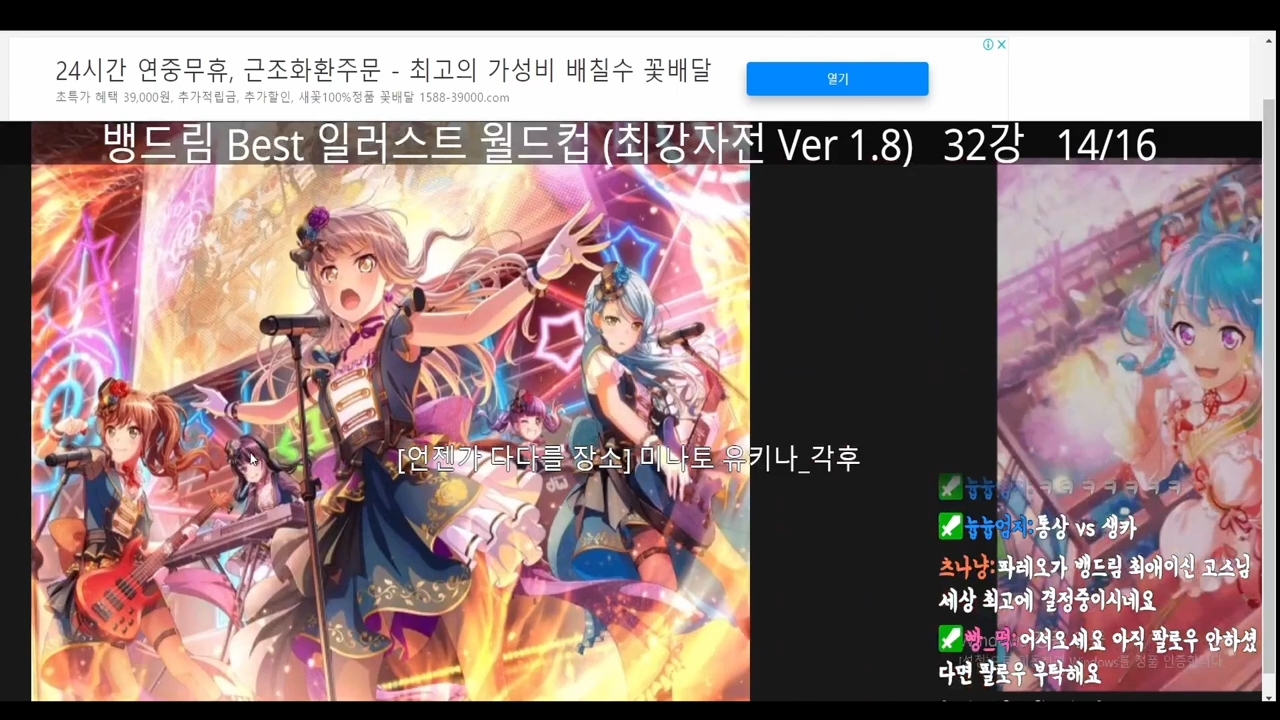 24시간 연중무휴, 근조화환주문 - 최고의 가성비 배칠수 꽃배달
초특가 혜택 39,000원, 추가적립금, 추가할인, 새꽃100%정품 꽃배달 1588-39000.com
열기
뱅드림 Best 일러스트 월드컵 (최강자전 Ver 1.8) 32강 14/16
[언젠가 다다를 장소] 미나토 유키나_각후
ㅋㅋㅋㅋㅋㅋ
늅늅엄지:통상 vs 생카
츠나냥:파레오가 뱅드림 최애이신 고스님
세상 최고에 결정중이시네요
빵_떡: 어서오세요 아직 팔로우 안하셨
다면 팔로우 부탁해요